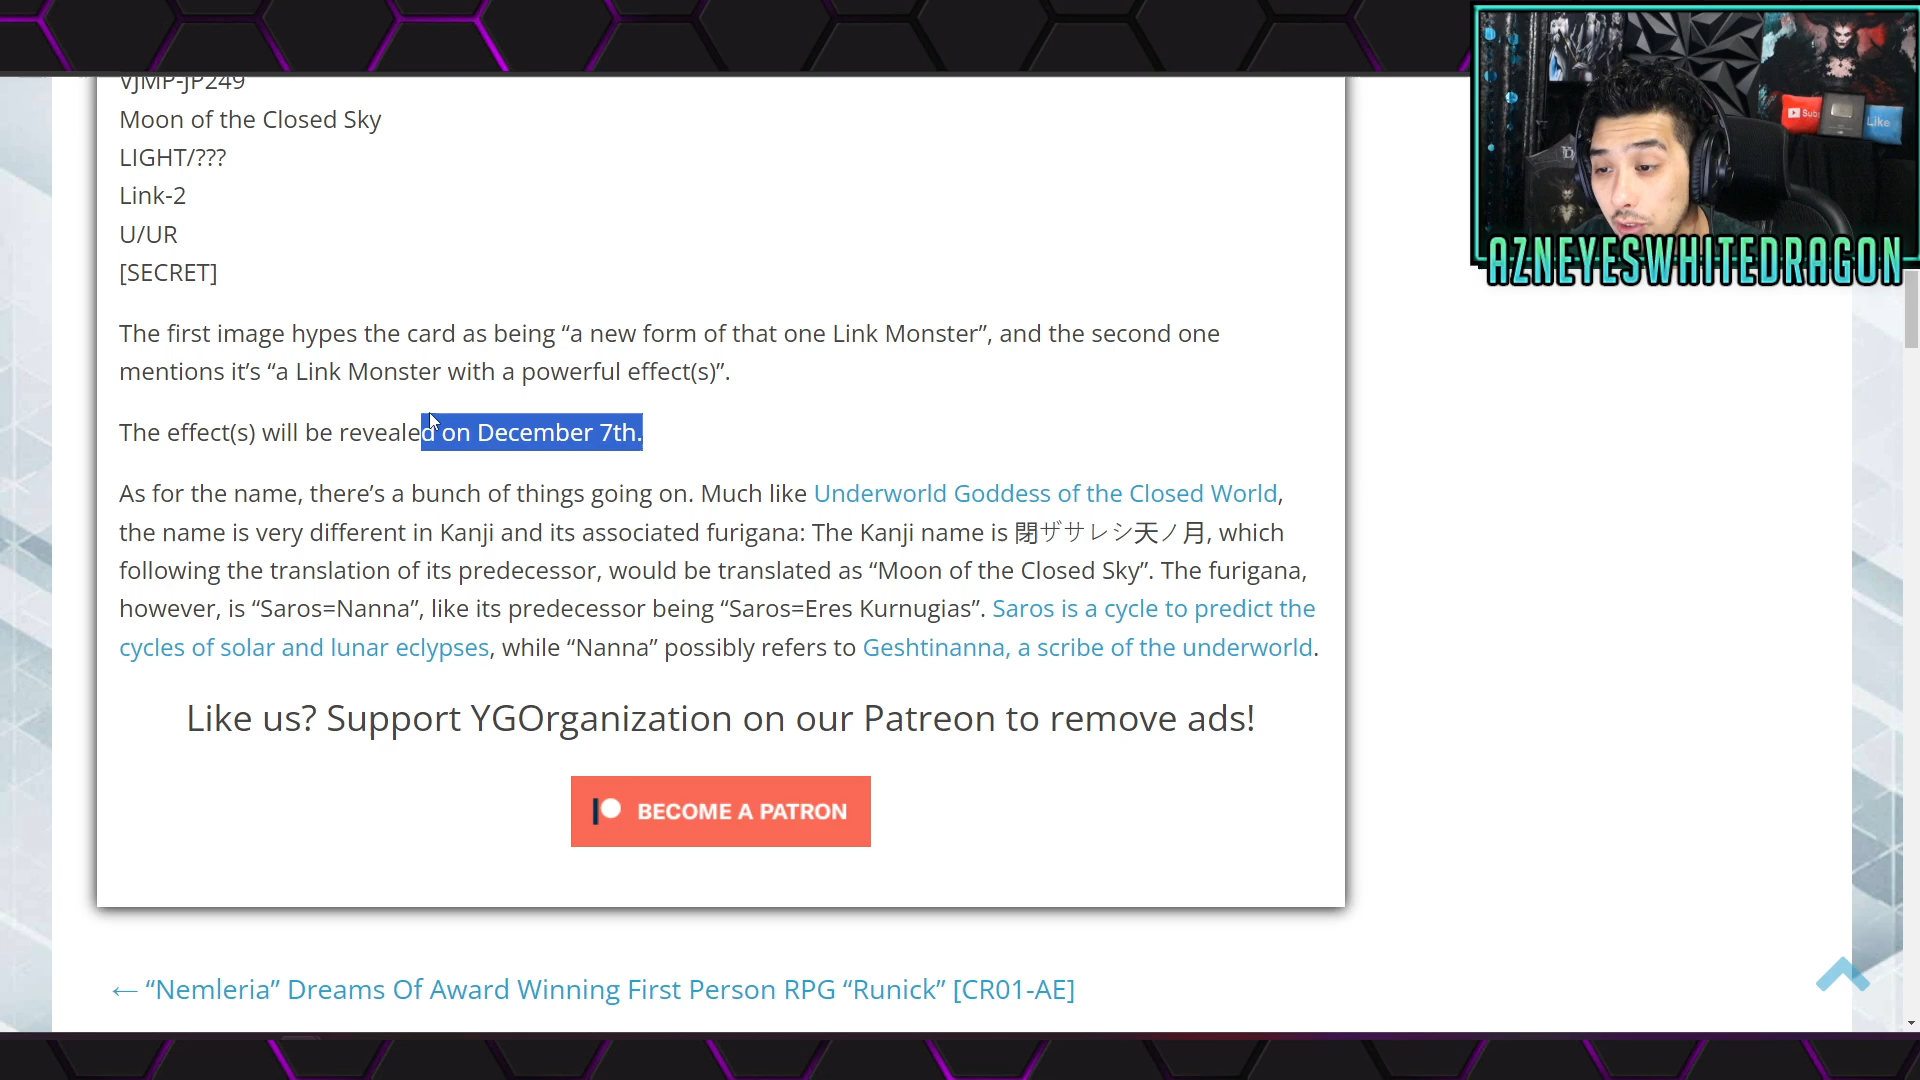 VJMP-JP249
Moon of the Closed Sky
LIGHT/???
Link-2
U/UR
[SECRET]
The first image hypes the card as being “a new form of that one Link Monster”, and the second one
mentions it’s “a Link Monster with a powerful effect(s)”.
The effect(s) will be revealed on December 7th.
As for the name, there’s a bunch of things going on. Much like Underworld Goddess of the Closed World,
the name is very different in Kanji and its associated furigana: The Kanji name is 閉ザサレシ天ノ月, which
following the translation of its predecessor, would be translated as “Moon of the Closed Sky”. The furigana,
however, is “Saros=Nanna”, like its predecessor being “Saros=Eres Kurnugias”. Saros is a cycle to predict the
cycles of solar and lunar eclypses, while “Nanna” possibly refers to Geshtinanna, a scribe of the underworld.
Like us? Support YGOrganization on our Patreon to remove ads!
BECOME A PATRON
← “Nemleria” Dreams Of Award Winning First Person RPG “Runick” [CR01-AE]
Sub
Like
AZNEYESWHITEDRAGON